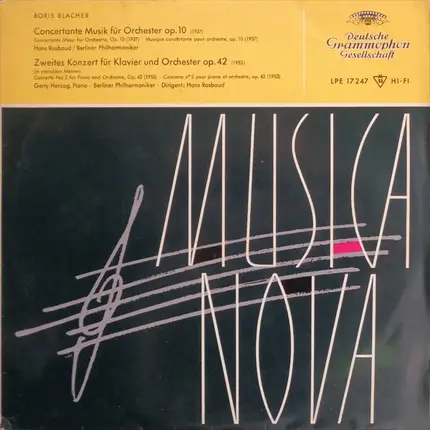 BORIS BLACHER
Concertante Musik für Orchester op.10 (1937)
Concertante Music for Orchestra, Op. 10 (1937) · Musique concertante pour orchestre, op. 10 (1937)
Hans Rosbaud / Berliner Philharmoniker
Zweites Konzert für Klavier und Orchester op. 42 (1952)
(in variablen Metren)
Concerto No. 2 for Piano and Orchestra, Op. 42 (1952) · Concerto n° 2 pour piano et orchestre, op. 42 (1952)
Gerty Herzog, Piano · Berliner Philharmoniker · Dirigent: Hans Rosbaud
Deutsche
Grammophon
Gesellschaft
LPE 17 247 HI-FI
MUSICA
NOVA